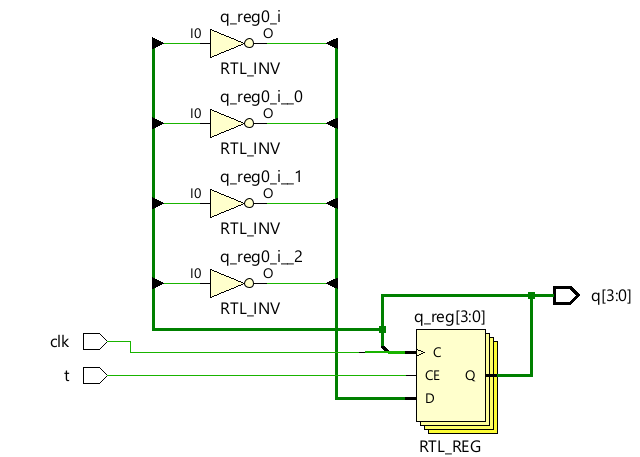 q_reg0_i
I0
O
RTL_INV
q_reg0_i__0
I0
O
RTL_INV
q_reg0_i__1
I0
O
RTL_INV
q_reg0_i__2
I0
O
RTL_INV
q[3:0]
q_reg[3:0]
clk
C
t
CE
Q
D
RTL_REG